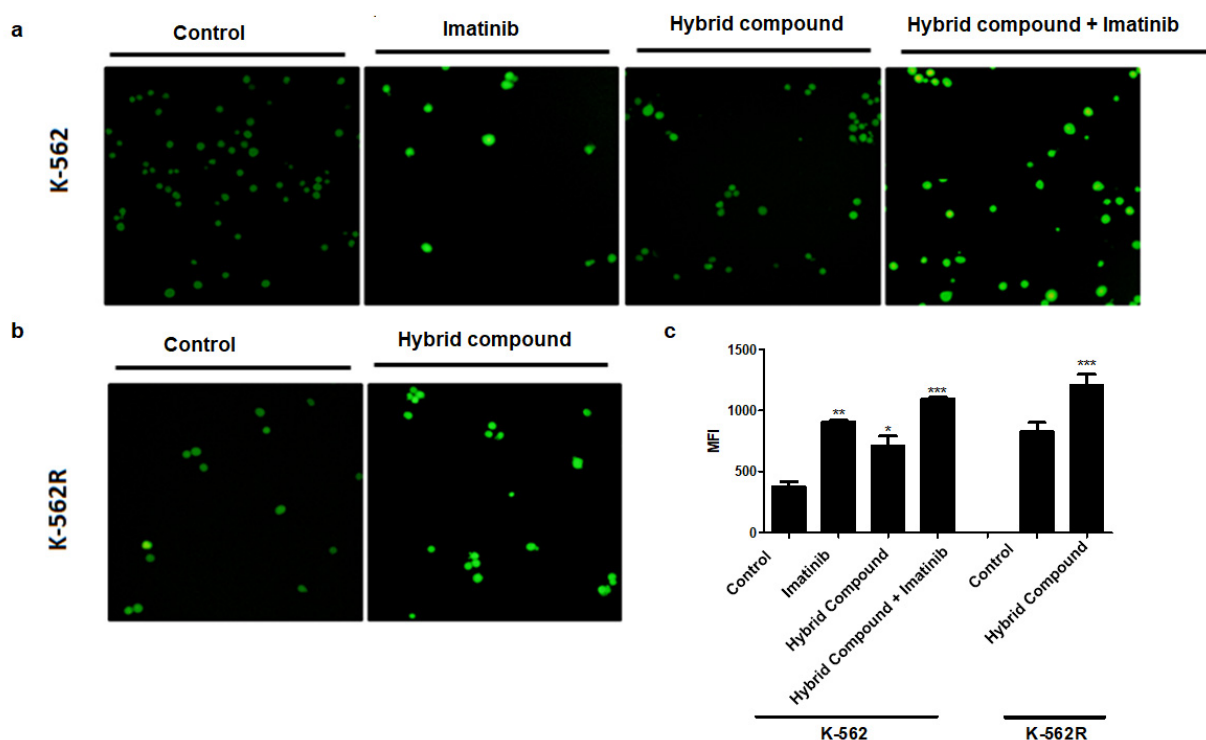 a
Control
Imatinib
Hybrid compound
Hybrid compound + Imatinib
K-562
b
Control
Hybrid compound
K-562R
c
1500
1000
500
0
MFI
**
*
***
***
Control
Imatinib
Hybrid Compound
Hybrid Compound + Imatinib
Control
Hybrid Compound
K-562
K-562R